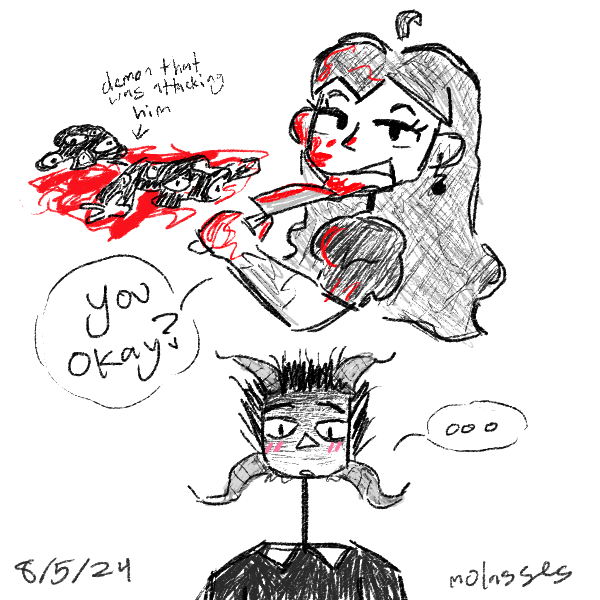 demon that
was attacking
him
you
okay?
ooo
8/5/24
molasses